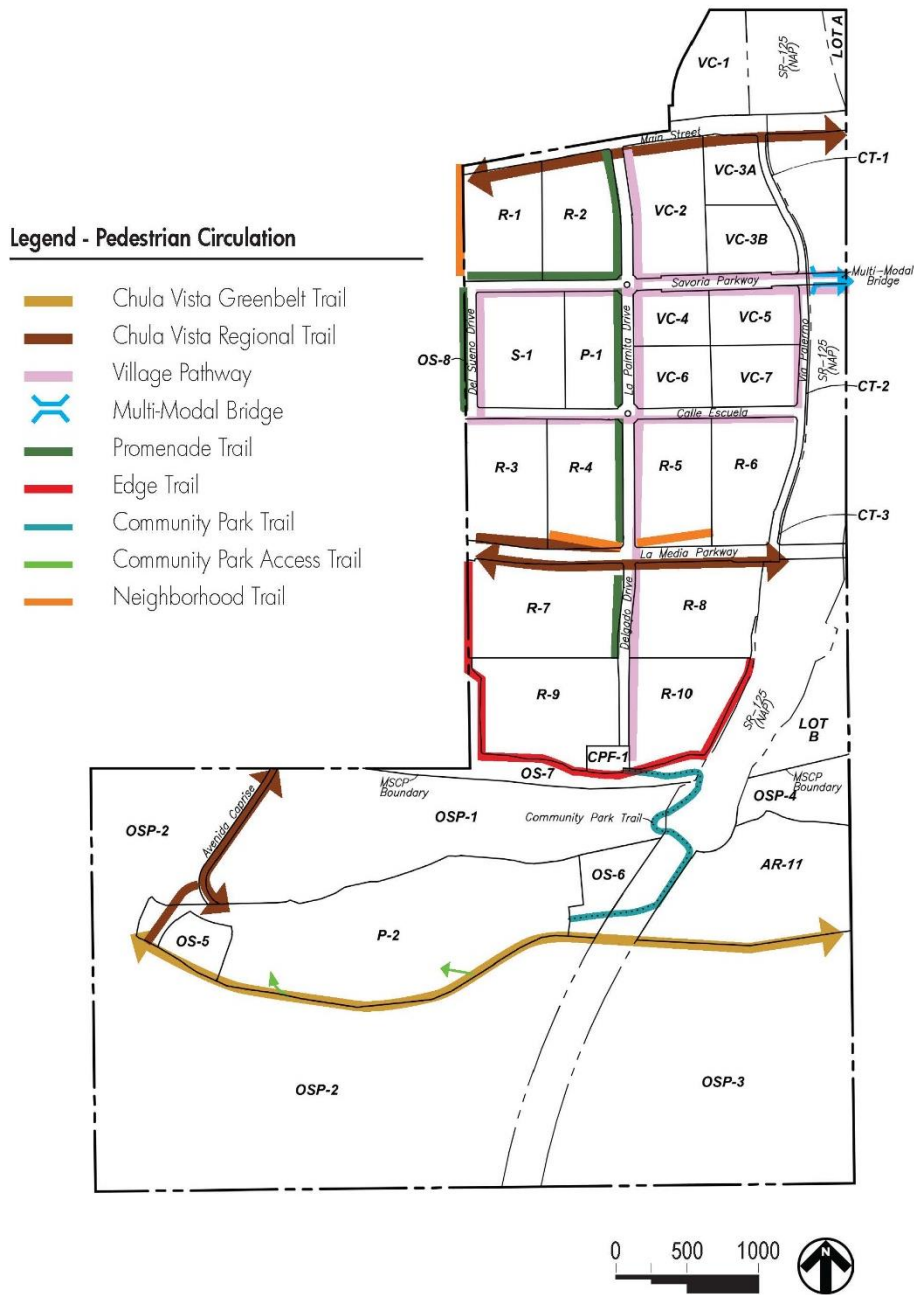 LOT A
VC-1
SR-125
(NAP)
Main Street
CT-1
VC-3A
R-1
R-2
VC-2
VC-3B
Legend - Pedestrian Circulation
Chula Vista Greenbelt Trail
Chula Vista Regional Trail
Village Pathway
Multi-Modal Bridge
Promenade Trail
Edge Trail
Community Park Trail
Community Park Access Trail
Neighborhood Trail
Multi-Modal
Bridge
Savoria Parkway
OS-8
Del Sueno Drive
S-1
P-1
La Palmita Drive
VC-4
VC-5
VC-6
VC-7
Via Palermo
SR-125
(NAP)
CT-2
Calle Escuela
R-3
R-4
R-5
R-6
CT-3
La Media Parkway
R-7
Delgado Drive
R-8
R-9
R-10
SR-125
(NAP)
LOT
B
CPF-1
OS-7
MSCP
Boundary
MSCP
Boundary
OSP-4
OSP-2
Avenida Caprise
OSP-1
Community Park Trail
OS-6
AR-11
OS-5
P-2
OSP-2
OSP-3
0 500 1000
N